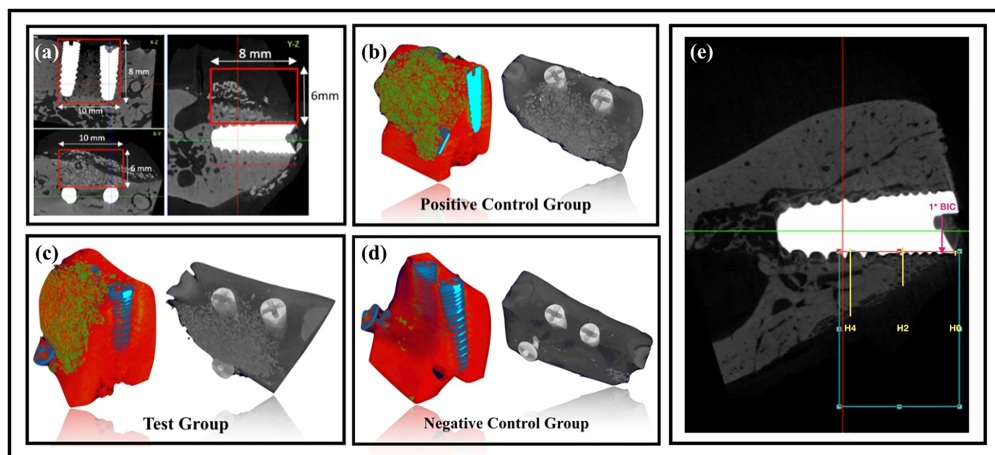 (a)
X-Z
8 mm
10 mm
X-Y
10 mm
6 mm
Y-Z
8 mm
6mm
(b)
Positive Control Group
(c)
Test Group
(d)
Negative Control Group
(e)
1° BIC
H4
H2
H0